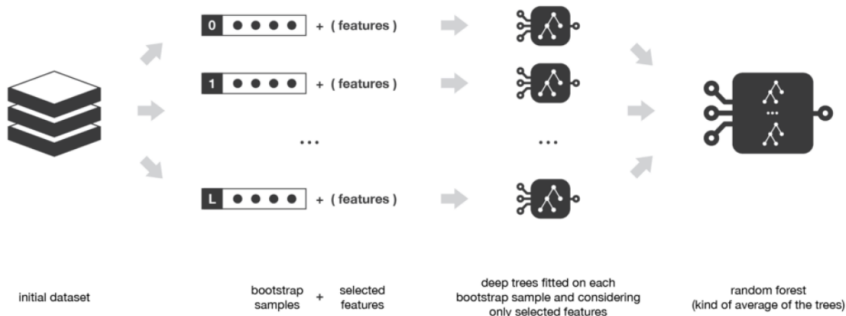 0 + ( features )
1 + ( features )
... ...
...
L + ( features )
initial dataset
bootstrap samples + selected features
deep trees fitted on each
bootstrap sample and considering
only selected features
random forest
(kind of average of the trees)